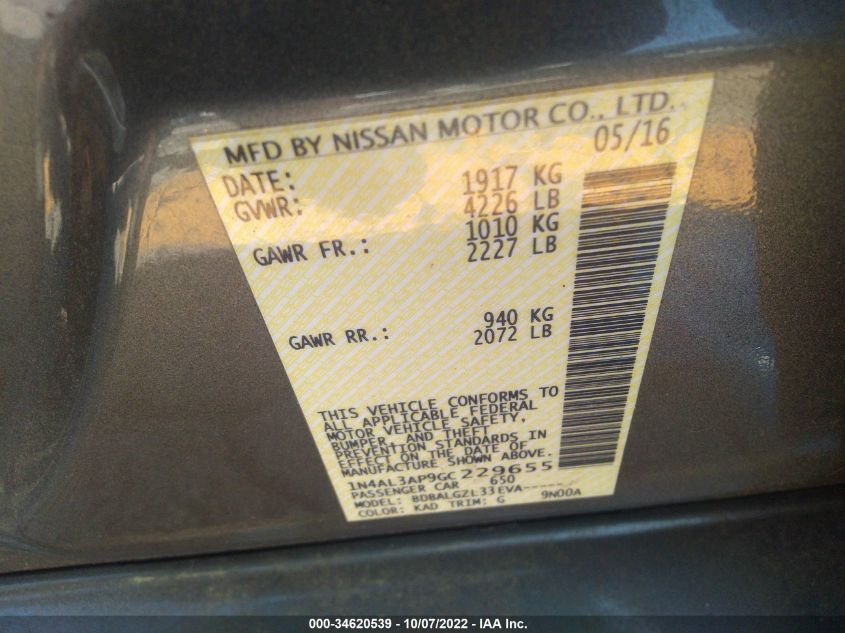 MFD BY NISSAN MOTOR CO., LTD.
DATE: 05/16
GVWR: 1917 KG
4226 LB
GAWR FR.: 1010 KG
2227 LB
GAWR RR.: 940 KG
2072 LB
THIS VEHICLE CONFORMS TO
ALL APPLICABLE FEDERAL
MOTOR VEHICLE SAFETY,
BUMPER, AND THEFT
PREVENTION STANDARDS IN
EFFECT ON THE DATE OF
MANUFACTURE SHOWN ABOVE.
1N4AL3AP9GC229655
PASSENGER CAR 650
MODEL: BDBALGZL33EVA-----
COLOR: KAD TRIM: G 9N00A
000-34620539 - 10/07/2022 - IAA Inc.